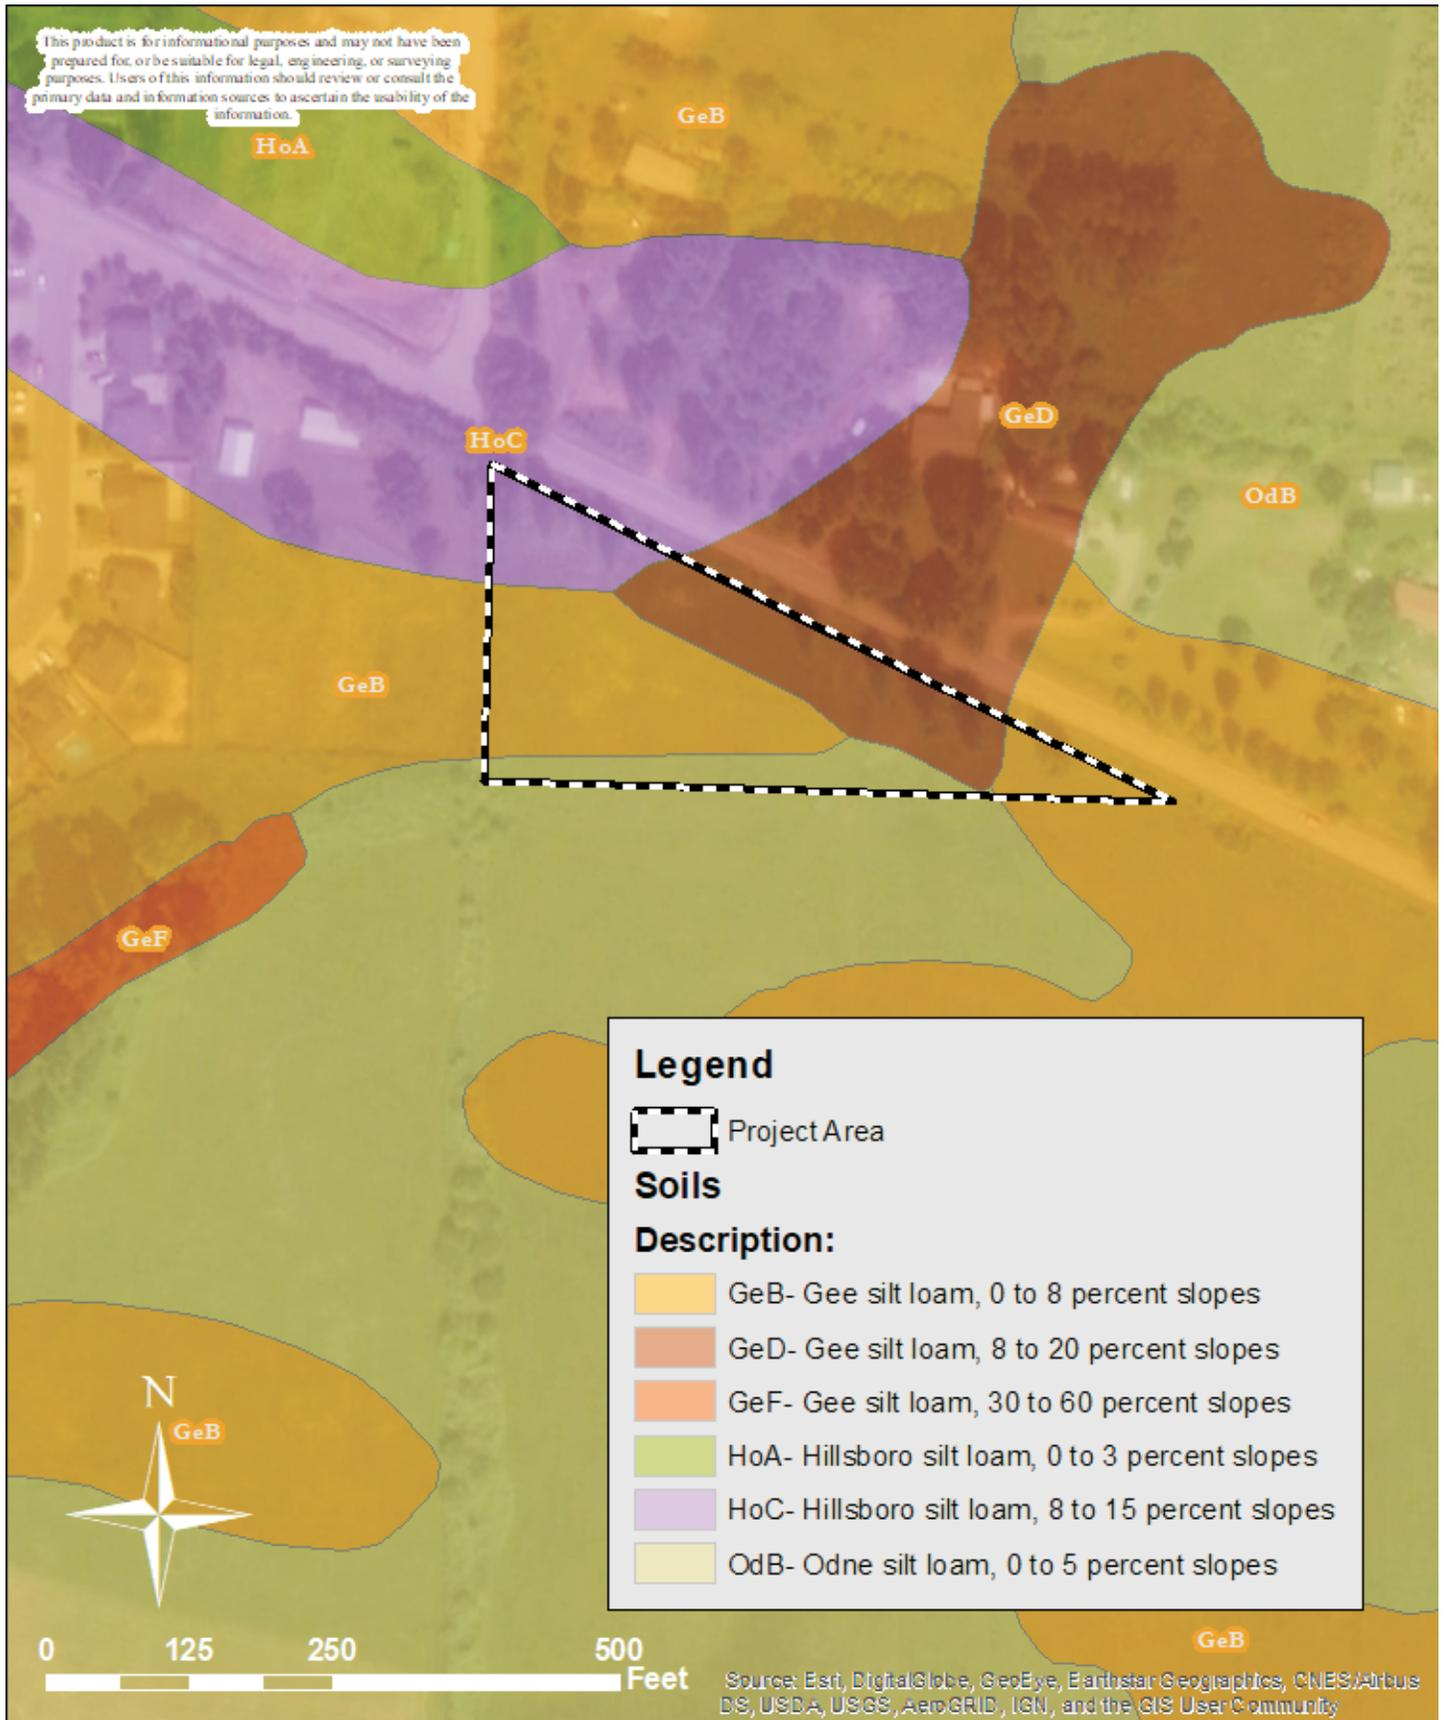 This product is for informational purposes and may not have been
prepared for, or be suitable for legal, engineering, or surveying
purposes. Users of this information should review or consult the
primary data and information sources to ascertain the usability of the
information.
GeB
HoA
GeD
HoC
OdB
GeB
GeF
Legend
Project Area
Soils
Description:
GeB- Gee silt loam, 0 to 8 percent slopes
GeD- Gee silt loam, 8 to 20 percent slopes
GeF- Gee silt loam, 30 to 60 percent slopes
HoA- Hillsboro silt loam, 0 to 3 percent slopes
HoC- Hillsboro silt loam, 8 to 15 percent slopes
OdB- Odne silt loam, 0 to 5 percent slopes
N
GeB
GeB
0 125 250 500
Feet
Source: Esri, DigitalGlobe, GeoEye, Earthstar Geographics, CNES/Airbus
DS, USDA, USGS, AeroGRID, IGN, and the GIS User Community